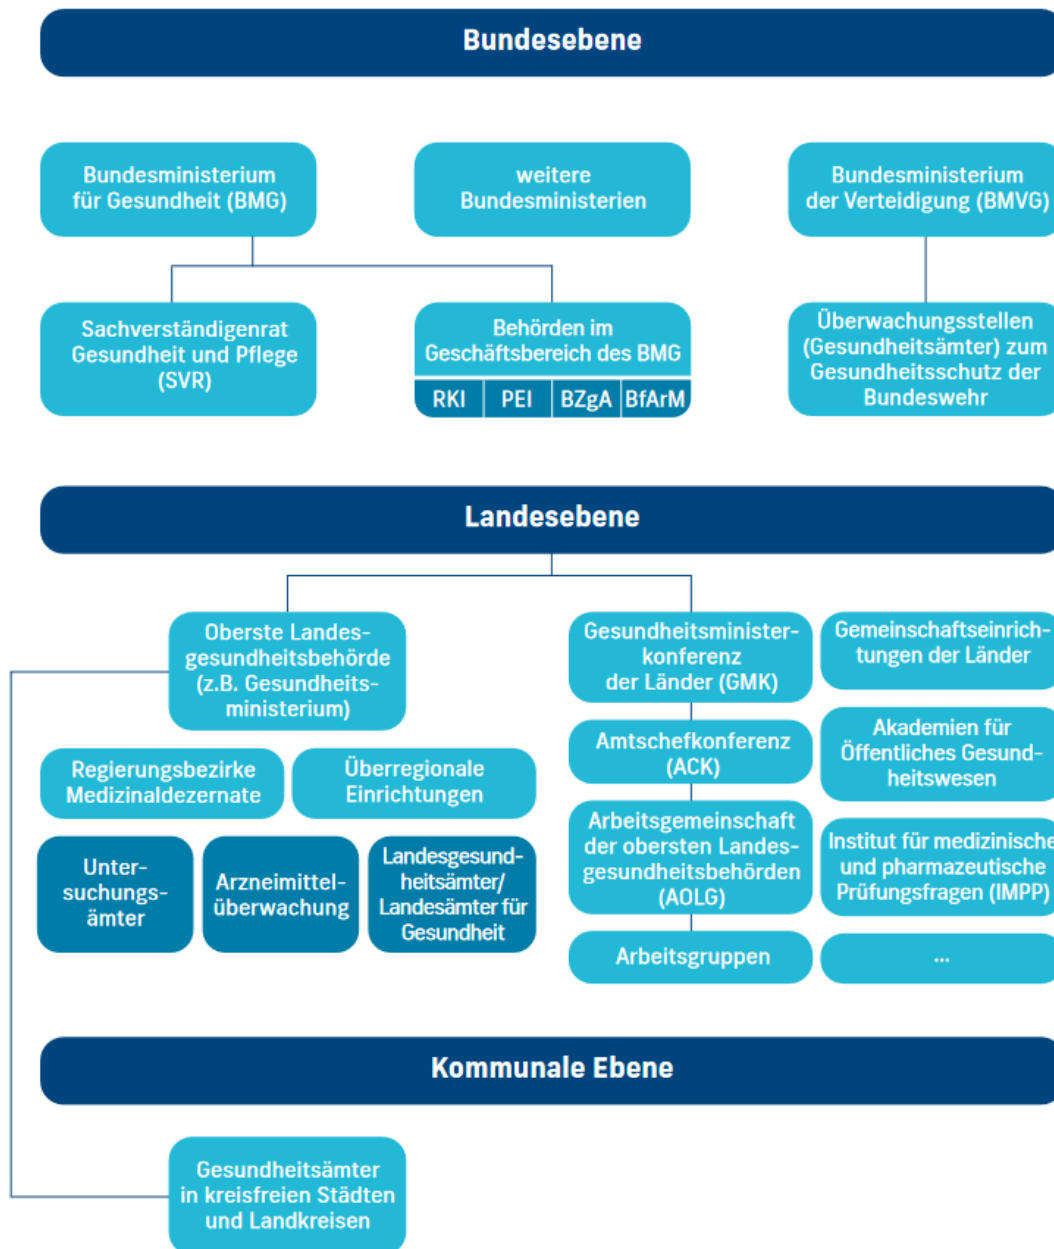 Bundesebene
Bundesministerium
für Gesundheit (BMG)
weitere
Bundesministerien
Bundesministerium
der Verteidigung (BMVG)
Sachverständigenrat
Gesundheit und Pflege
(SVR)
Behörden im
Geschäftsbereich des BMG
RKI PEI BZgA BfArM
Überwachungsstellen
(Gesundheitsämter) zum
Gesundheitsschutz der
Bundeswehr
Landesebene
Oberste Landes-
gesundheitsbehörde
(z.B. Gesundheits-
ministerium)
Regierungsbezirke
Medizinaldezernate
Überregionale
Einrichtungen
Unter-
suchungs-
ämter
Arzneimittel-
überwachung
Landesgesund-
heitsämter/
Landesämter für
Gesundheit
Gesundheitsminister-
konferenz
der Länder (GMK)
Amtschefkonferenz
(ACK)
Arbeitsgemeinschaft
der obersten Landes-
gesundheitsbehörden
(AOLG)
Arbeitsgruppen
Gemeinschaftseinrich-
tungen der Länder
Akademien für
Öffentliches Gesund-
heitswesen
Institut für medizinische
und pharmazeutische
Prüfungsfragen (IMPP)
...
Kommunale Ebene
Gesundheitsämter
in kreisfreien Städten
und Landkreisen